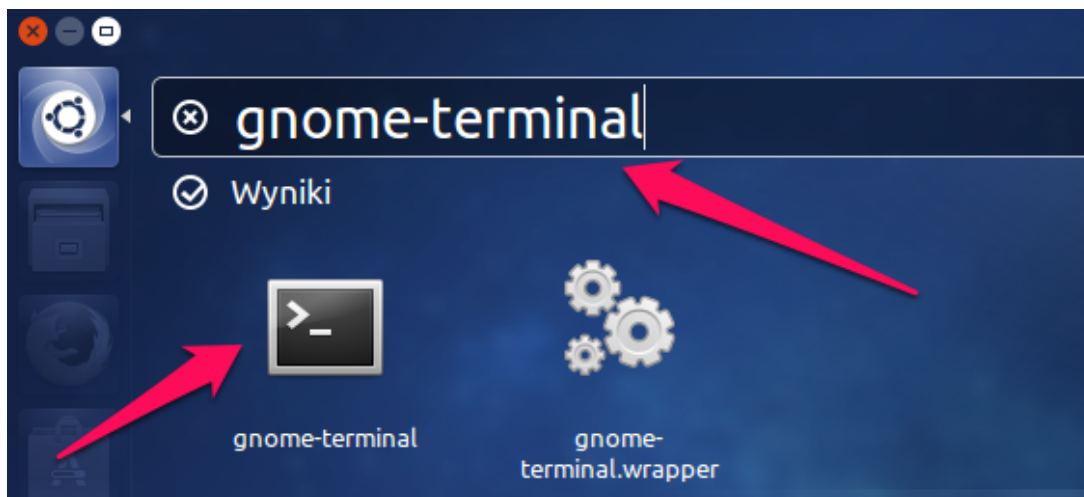 gnome-terminal
Wyniki
>_
gnome-terminal
gnome-
terminal.wrapper